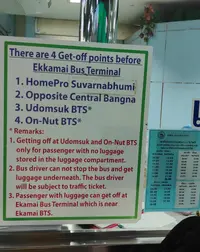 There are 4 Get-off points before
Ekkamai Bus Terminal
1. HomePro Suvarnabhumi
2. Opposite Central Bangna
3. Udomsuk BTS*
4. On-Nut BTS*
* Remarks:
1. Getting off at Udomsuk and On-Nut BTS
only for passenger with no luggage
stored in the luggage compartment.
2. Bus driver can not stop the bus and get
luggage underneath. The bus driver
will be subject to traffic ticket.
3. Passenger with luggage can get off at
Ekamai Bus Terminal which is near
Ekamai BTS.